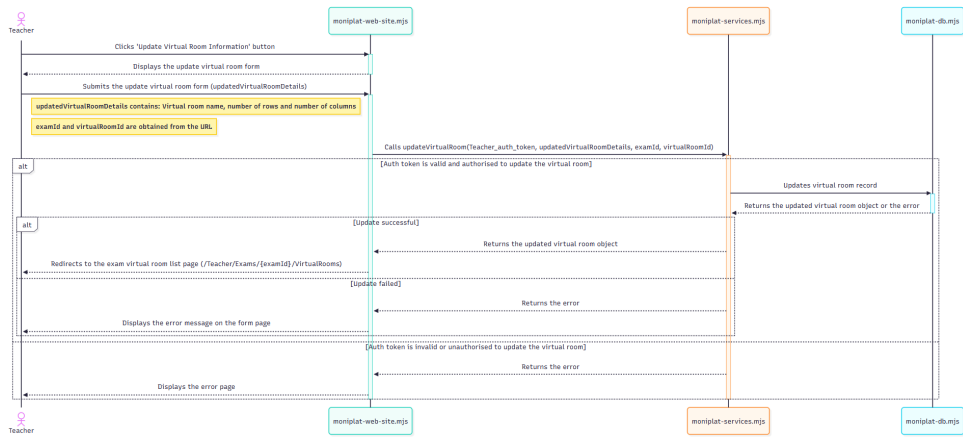 Teacher
moniplat-web-site.mjs
moniplat-services.mjs
moniplat-db.mjs
Clicks 'Update Virtual Room Information' button
Displays the update virtual room form
Submits the update virtual room form (updatedVirtualRoomDetails)
updatedVirtualRoomDetails contains: Virtual room name, number of rows and number of columns
examId and virtualRoomId are obtained from the URL
Calls updateVirtualRoom(Teacher_auth_token, updatedVirtualRoomDetails, examId, virtualRoomId)
alt
[Auth token is valid and authorised to update the virtual room]
Updates virtual room record
Returns the updated virtual room object or the error
alt
[Update successful]
Returns the updated virtual room object
Redirects to the exam virtual room list page (/Teacher/Exams/{examId}/VirtualRooms)
[Update failed]
Returns the error
Displays the error message on the form page
[Auth token is invalid or unauthorised to update the virtual room]
Returns the error
Displays the error page
Teacher
moniplat-web-site.mjs
moniplat-services.mjs
moniplat-db.mjs